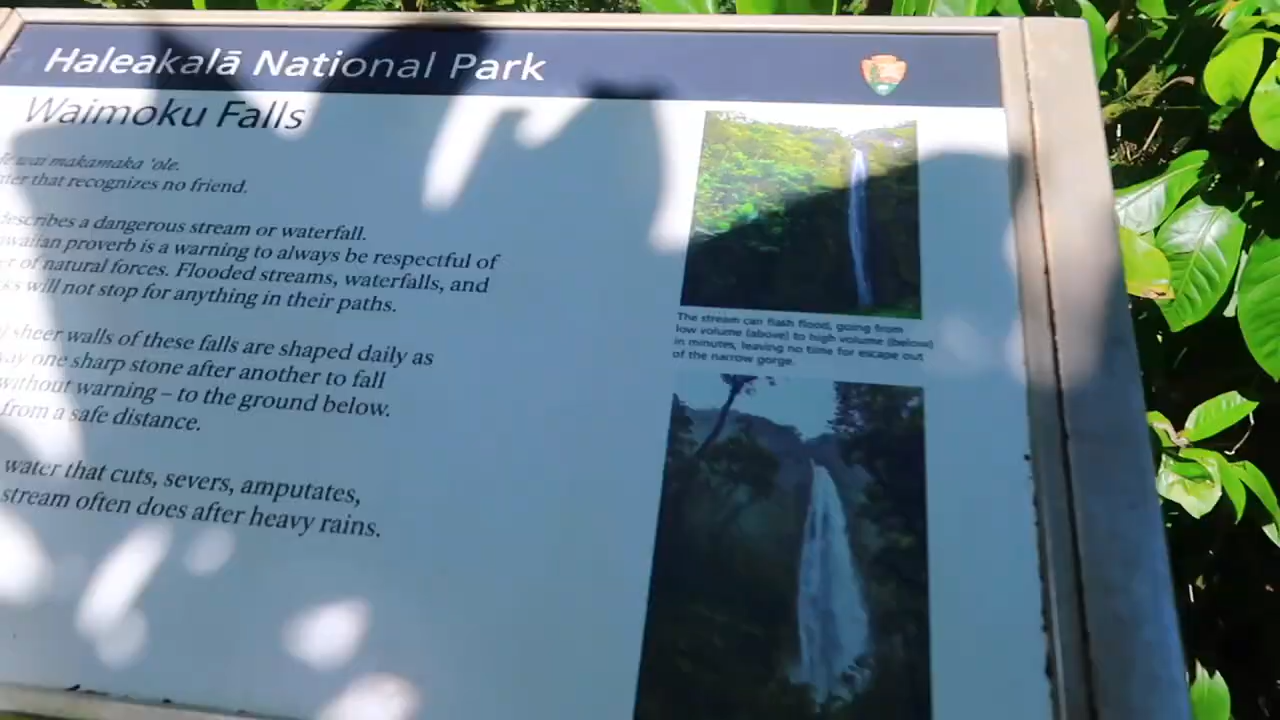 Haleakalā National Park
Waimoku Falls
wai makamaka ʻole.
that recognizes no friend.
describes a dangerous stream or waterfall.
proverb is a warning to always be respectful of
of natural forces. Flooded streams, waterfalls, and
will not stop for anything in their paths.
sheer walls of these falls are shaped daily as
one sharp stone after another to fall
without warning – to the ground below.
from a safe distance.
water that cuts, severs, amputates,
stream often does after heavy rains.
The stream can flash flood, going from
low volume (above) to high volume (below)
in minutes, leaving no time for escape out
of the narrow gorge.